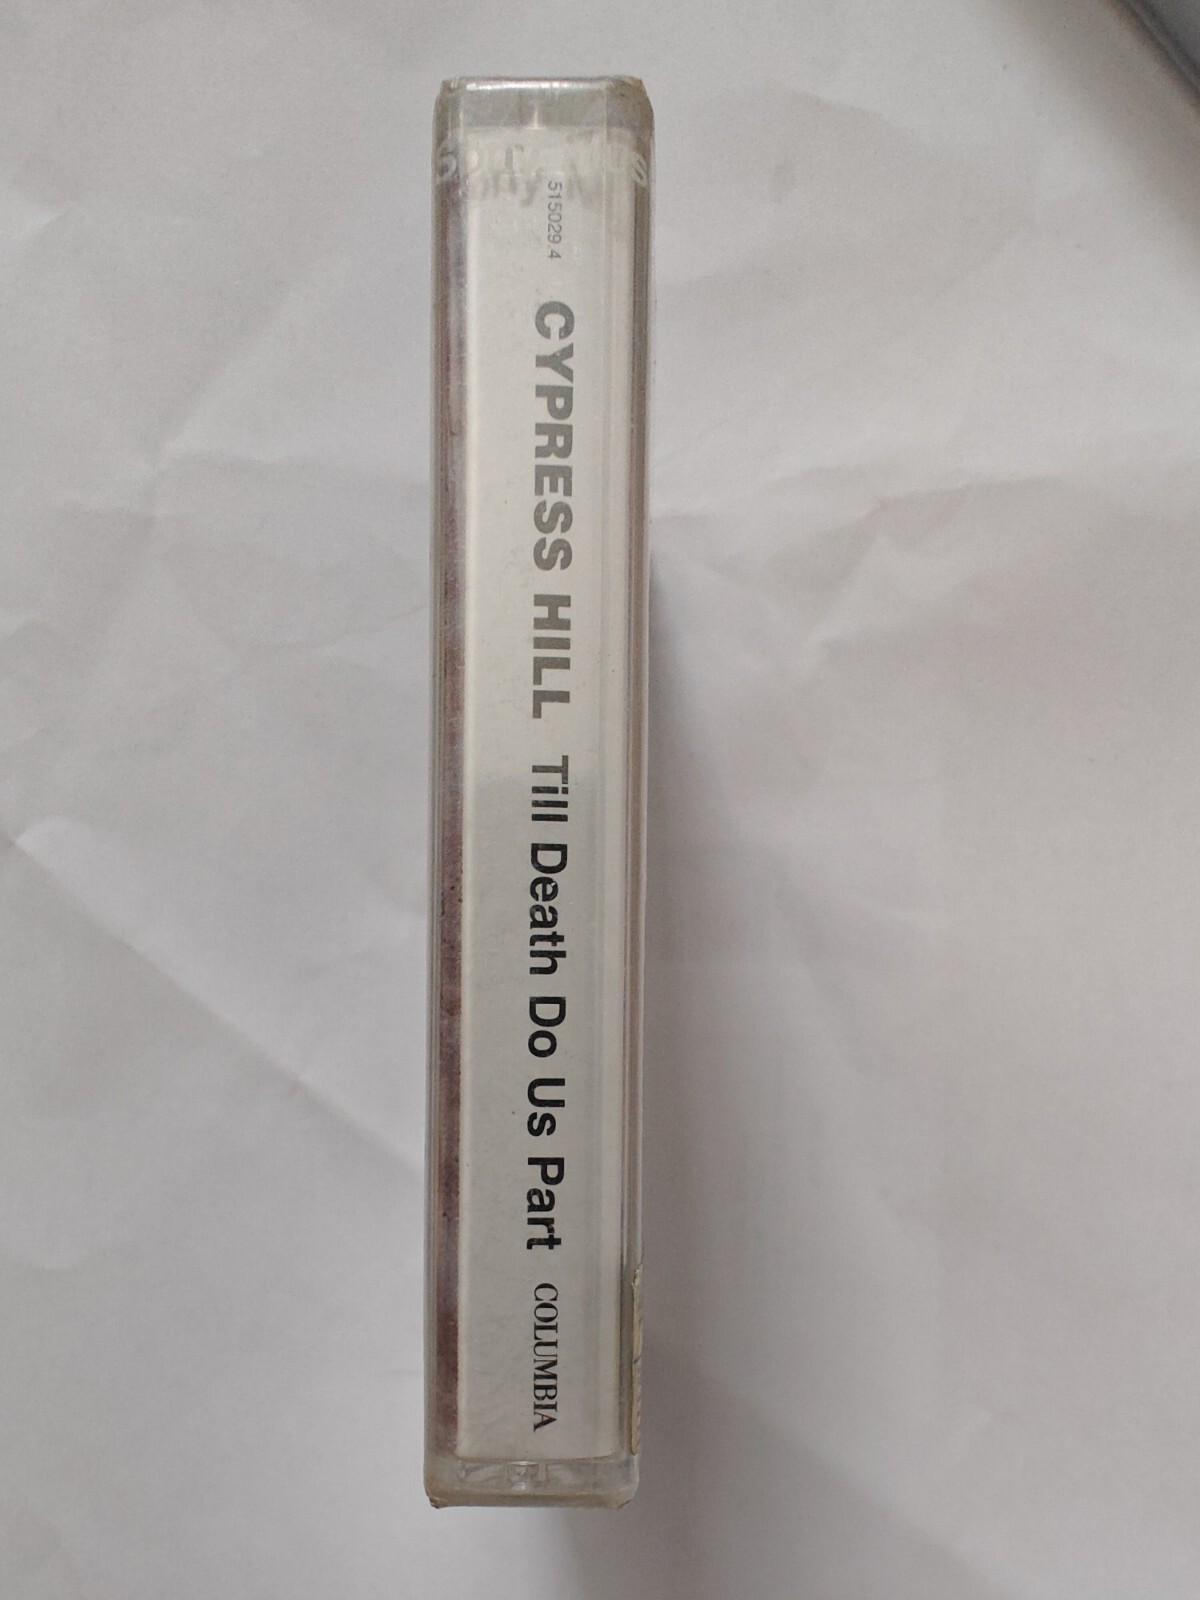 515029.4 CYPRESS HILL Till Death Do Us Part COLUMBIA